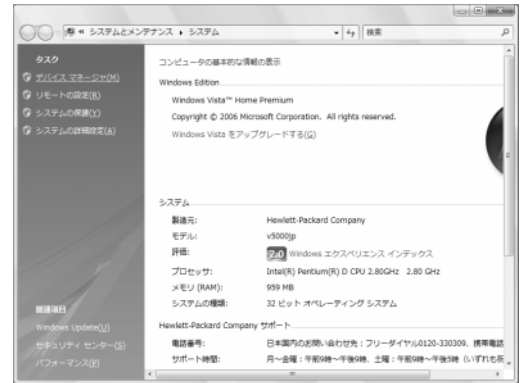 « システムとメンテナンス ▸ システム
検索
タスク
デバイス マネージャ(M)
リモートの設定(R)
システムの保護(Y)
システムの詳細設定(A)
コンピュータの基本的な情報の表示
Windows Edition
Windows Vista™ Home Premium
Copyright © 2006 Microsoft Corporation. All rights reserved.
Windows Vista をアップグレードする(G)
システム
製造元: Hewlett-Packard Company
モデル: v5000jp
評価: 2.0 Windows エクスペリエンス インデックス
プロセッサ: Intel(R) Pentium(R) D CPU 2.80GHz 2.80 GHz
メモリ (RAM): 959 MB
システムの種類: 32 ビット オペレーティング システム
Hewlett-Packard Company サポート
電話番号: 日本国内のお問い合わせ先：フリーダイヤル0120-330309、携帯電話
サポート時間: 月～金曜：午前9時～午後9時、土曜：午前9時～午後5時（いずれも祝
関連項目
Windows Update(U)
セキュリティ センター(S)
パフォーマンス(P)